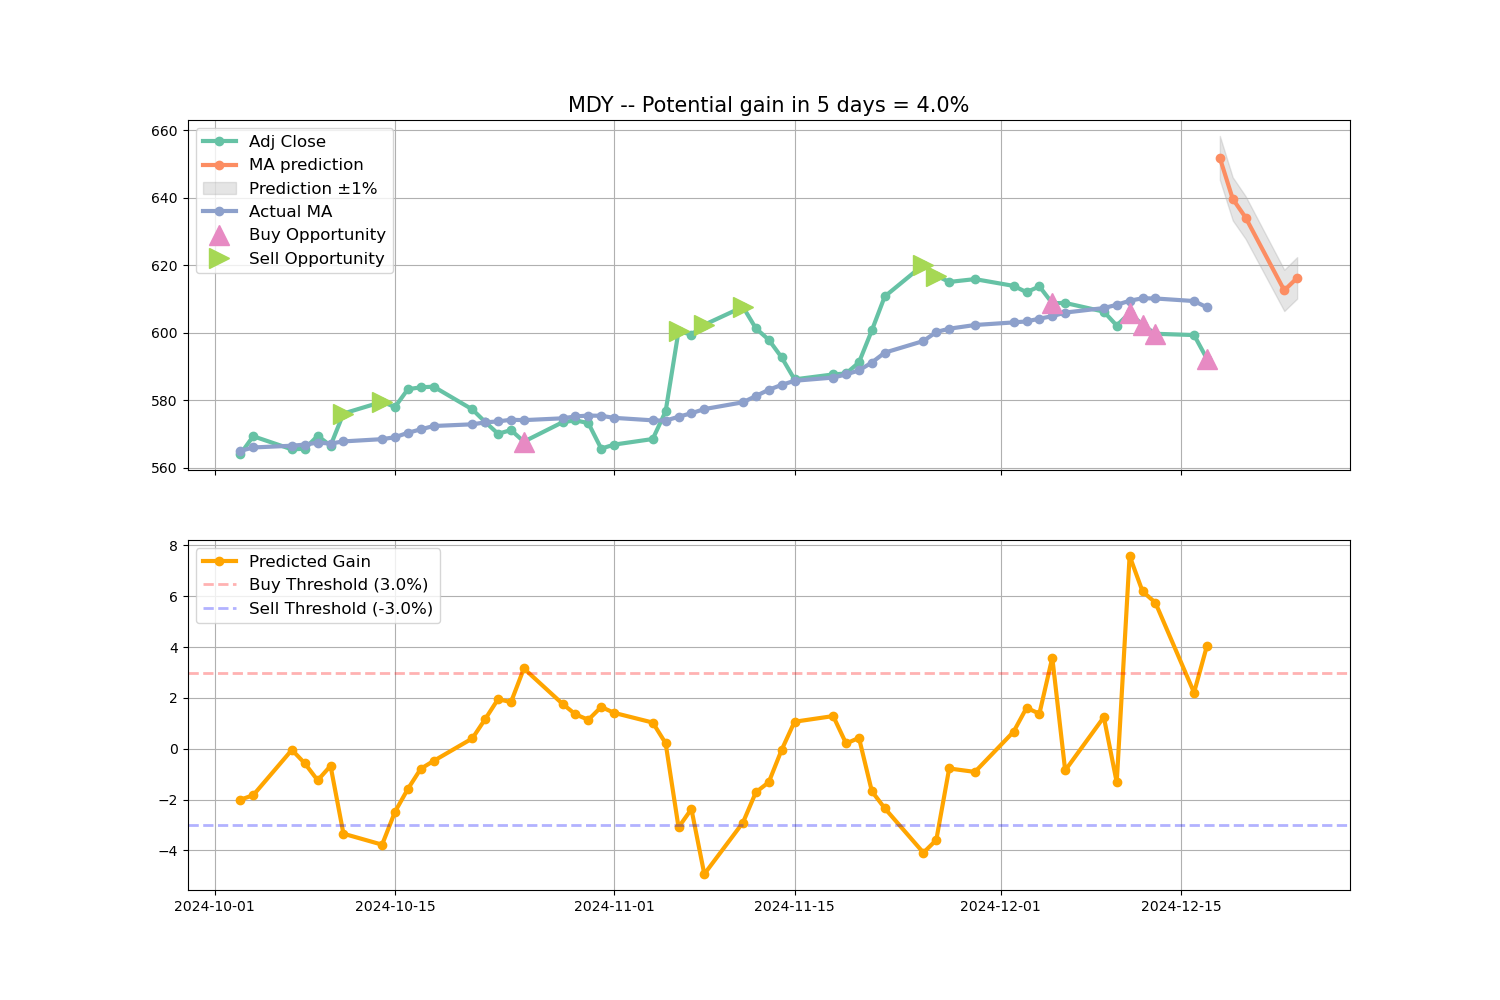 MDY -- Potential gain in 5 days = 4.0%
660
640
620
600
580
560
Adj Close
MA prediction
Prediction ±1%
Actual MA
Buy Opportunity
Sell Opportunity
8
6
4
2
0
−2
−4
Predicted Gain
Buy Threshold (3.0%)
Sell Threshold (-3.0%)
2024-10-01
2024-10-15
2024-11-01
2024-11-15
2024-12-01
2024-12-15